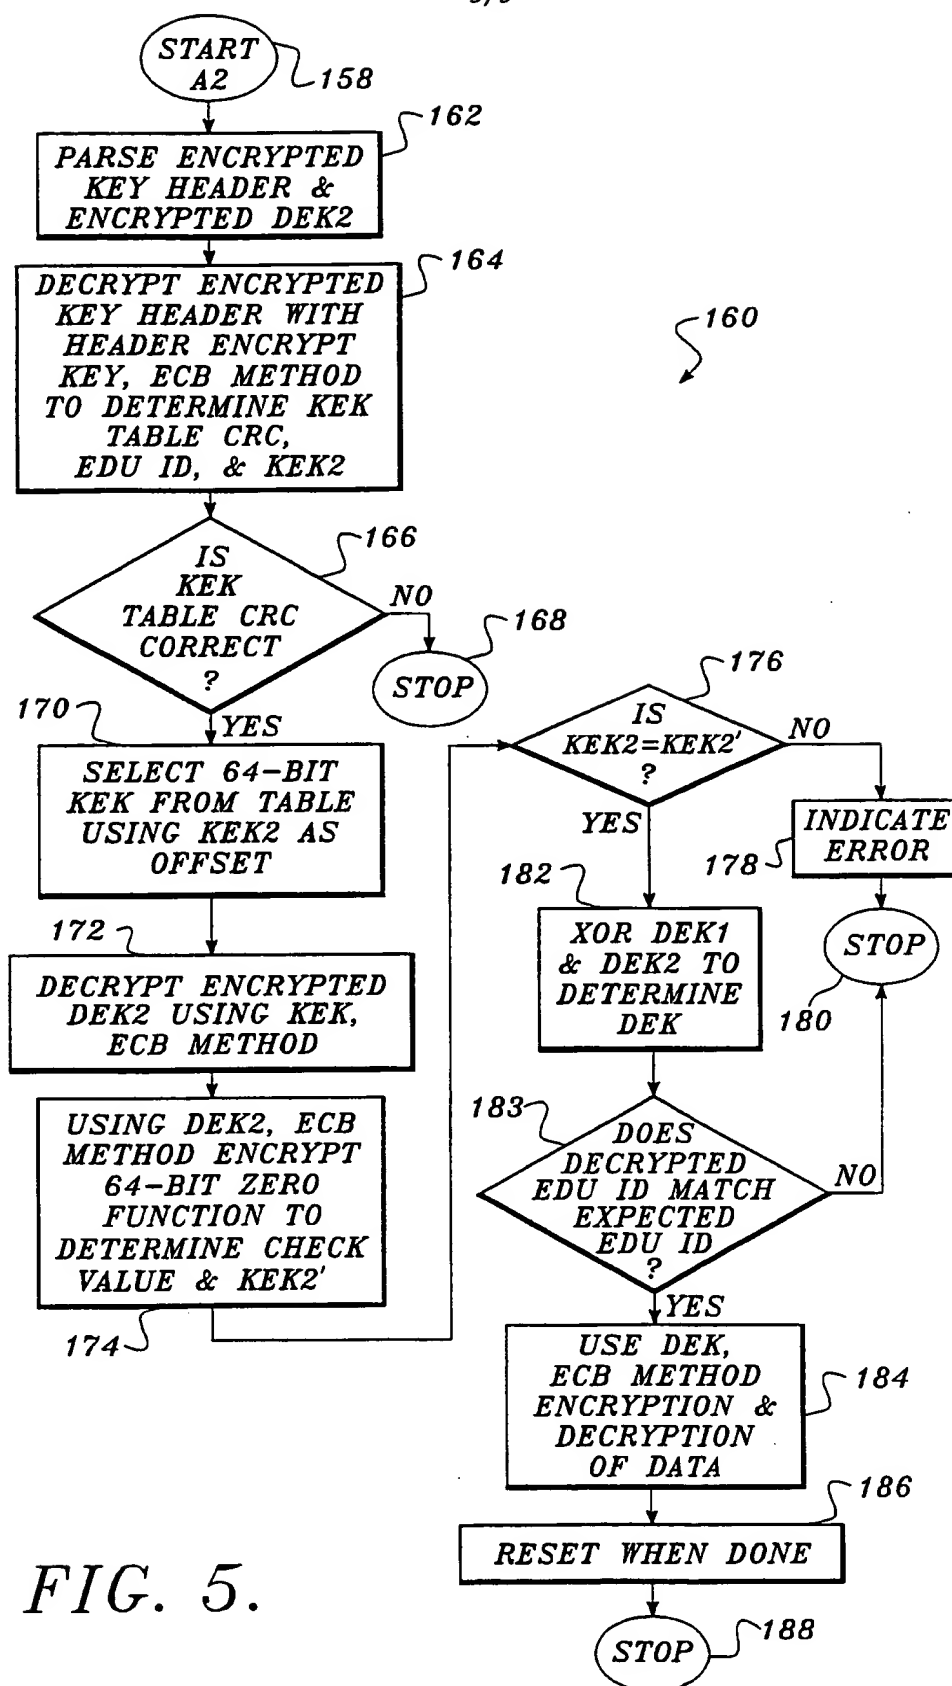 START
A2
158
162
PARSE ENCRYPTED
KEY HEADER &
ENCRYPTED DEK2
164
DECRYPT ENCRYPTED
KEY HEADER WITH
HEADER ENCRYPT
KEY, ECB METHOD
TO DETERMINE KEK
TABLE CRC,
EDU ID, & KEK2
160
166
IS
KEK
TABLE CRC
CORRECT
?
NO
168
STOP
170
YES
SELECT 64-BIT
KEK FROM TABLE
USING KEK2 AS
OFFSET
172
DECRYPT ENCRYPTED
DEK2 USING KEK,
ECB METHOD
USING DEK2, ECB
METHOD ENCRYPT
64-BIT ZERO
FUNCTION TO
DETERMINE CHECK
VALUE & KEK2'
174
176
IS
KEK2=KEK2'
?
NO
YES
INDICATE
ERROR
178
STOP
180
182
XOR DEK1
& DEK2 TO
DETERMINE
DEK
183
DOES
DECRYPTED
EDU ID MATCH
EXPECTED
EDU ID
?
NO
YES
USE DEK,
ECB METHOD
ENCRYPTION &
DECRYPTION
OF DATA
184
186
RESET WHEN DONE
STOP
188
FIG. 5.